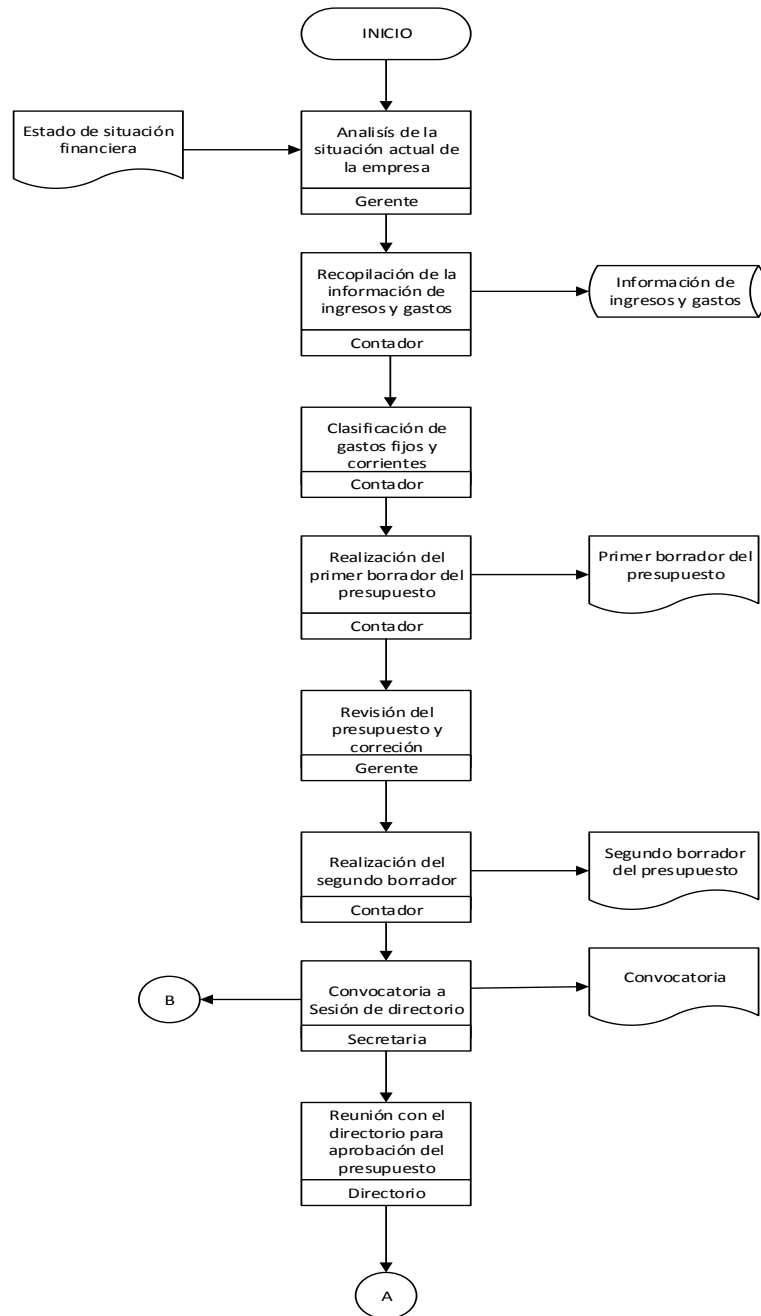 INICIO
Estado de situación
financiera
Analisís de la
situación actual de
la empresa
Gerente
Recopilación de la
información de
ingresos y gastos
Contador
Información de
ingresos y gastos
Clasificación de
gastos fijos y
corrientes
Contador
Realización del
primer borrador del
presupuesto
Contador
Primer borrador del
presupuesto
Revisión del
presupuesto y
correción
Gerente
Realización del
segundo borrador
Contador
Segundo borrador
del presupuesto
B
Convocatoria a
Sesión de directorio
Secretaria
Convocatoria
Reunión con el
directorio para
aprobación del
presupuesto
Directorio
A